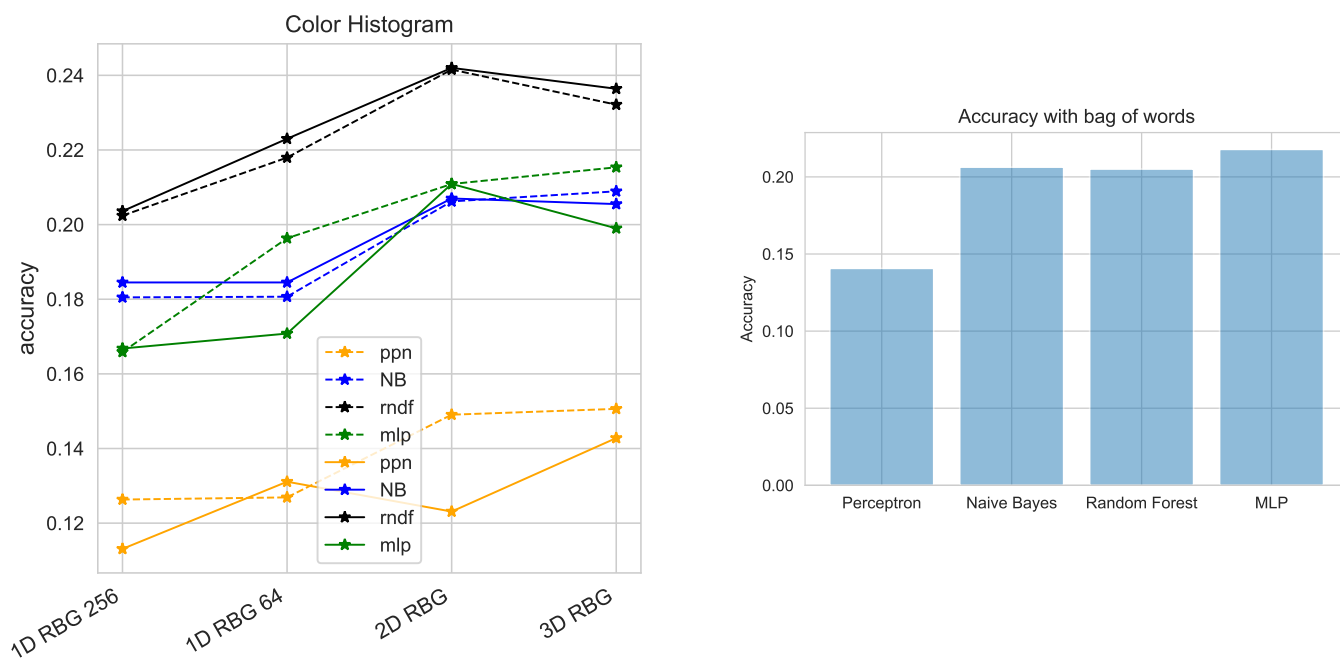 Color Histogram
accuracy
0.24
0.22
0.20
0.18
0.16
0.14
0.12
ppn
NB
rndf
mlp
ppn
NB
rndf
mlp
1D RBG 256
1D RBG 64
2D RBG
3D RBG
Accuracy with bag of words
Accuracy
0.20
0.15
0.10
0.05
0.00
Perceptron
Naive Bayes
Random Forest
MLP